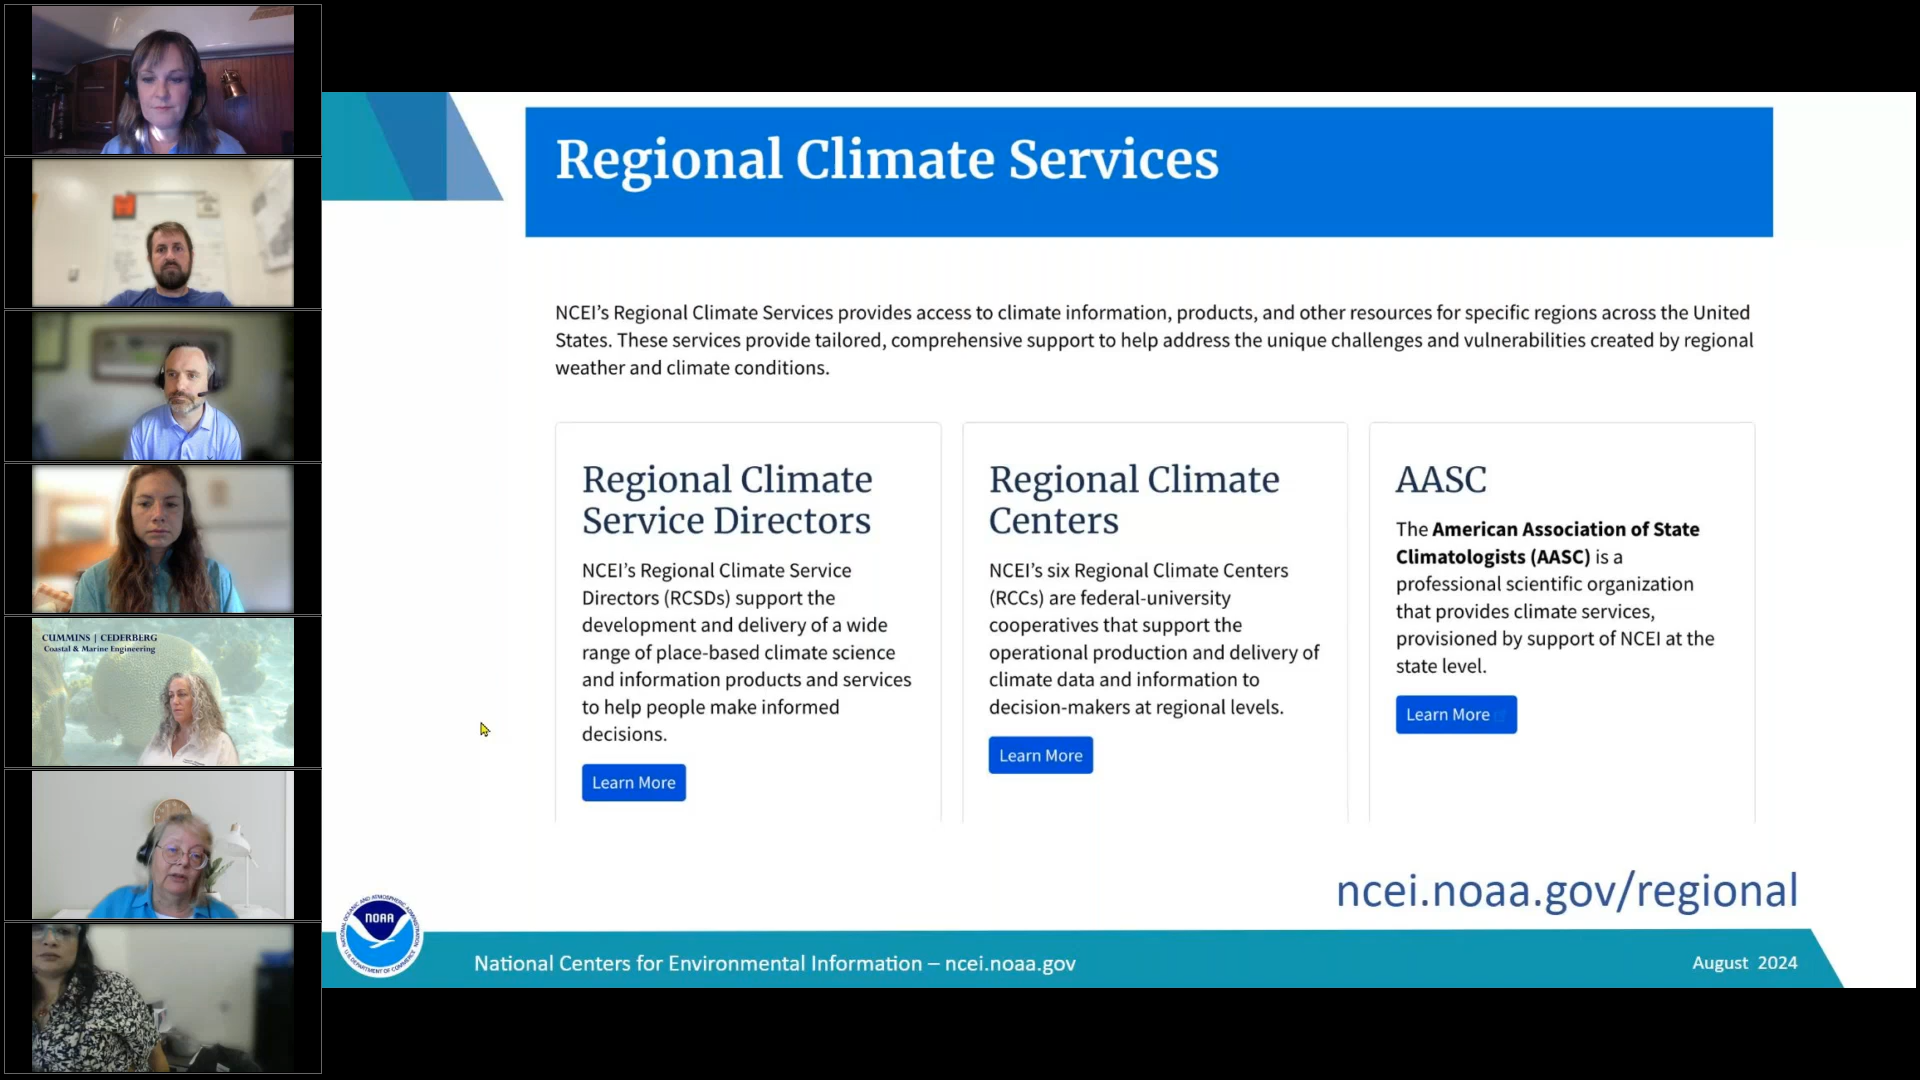 CUMMINS | CEDERBERG
Coastal & Marine Engineering
Regional Climate Services
NCEI’s Regional Climate Services provides access to climate information, products, and other resources for specific regions across the United
States. These services provide tailored, comprehensive support to help address the unique challenges and vulnerabilities created by regional
weather and climate conditions.
Regional Climate
Service Directors
NCEI’s Regional Climate Service
Directors (RCSDs) support the
development and delivery of a wide
range of place-based climate science
and information products and services
to help people make informed
decisions.
Learn More
Regional Climate
Centers
NCEI’s six Regional Climate Centers
(RCCs) are federal-university
cooperatives that support the
operational production and delivery of
climate data and information to
decision-makers at regional levels.
Learn More
AASC
The American Association of State
Climatologists (AASC) is a
professional scientific organization
that provides climate services,
provisioned by support of NCEI at the
state level.
Learn More
ncei.noaa.gov/regional
NATIONAL OCEANIC AND ATMOSPHERIC ADMINISTRATION
NOAA
U.S. DEPARTMENT OF COMMERCE
National Centers for Environmental Information – ncei.noaa.gov
August 2024